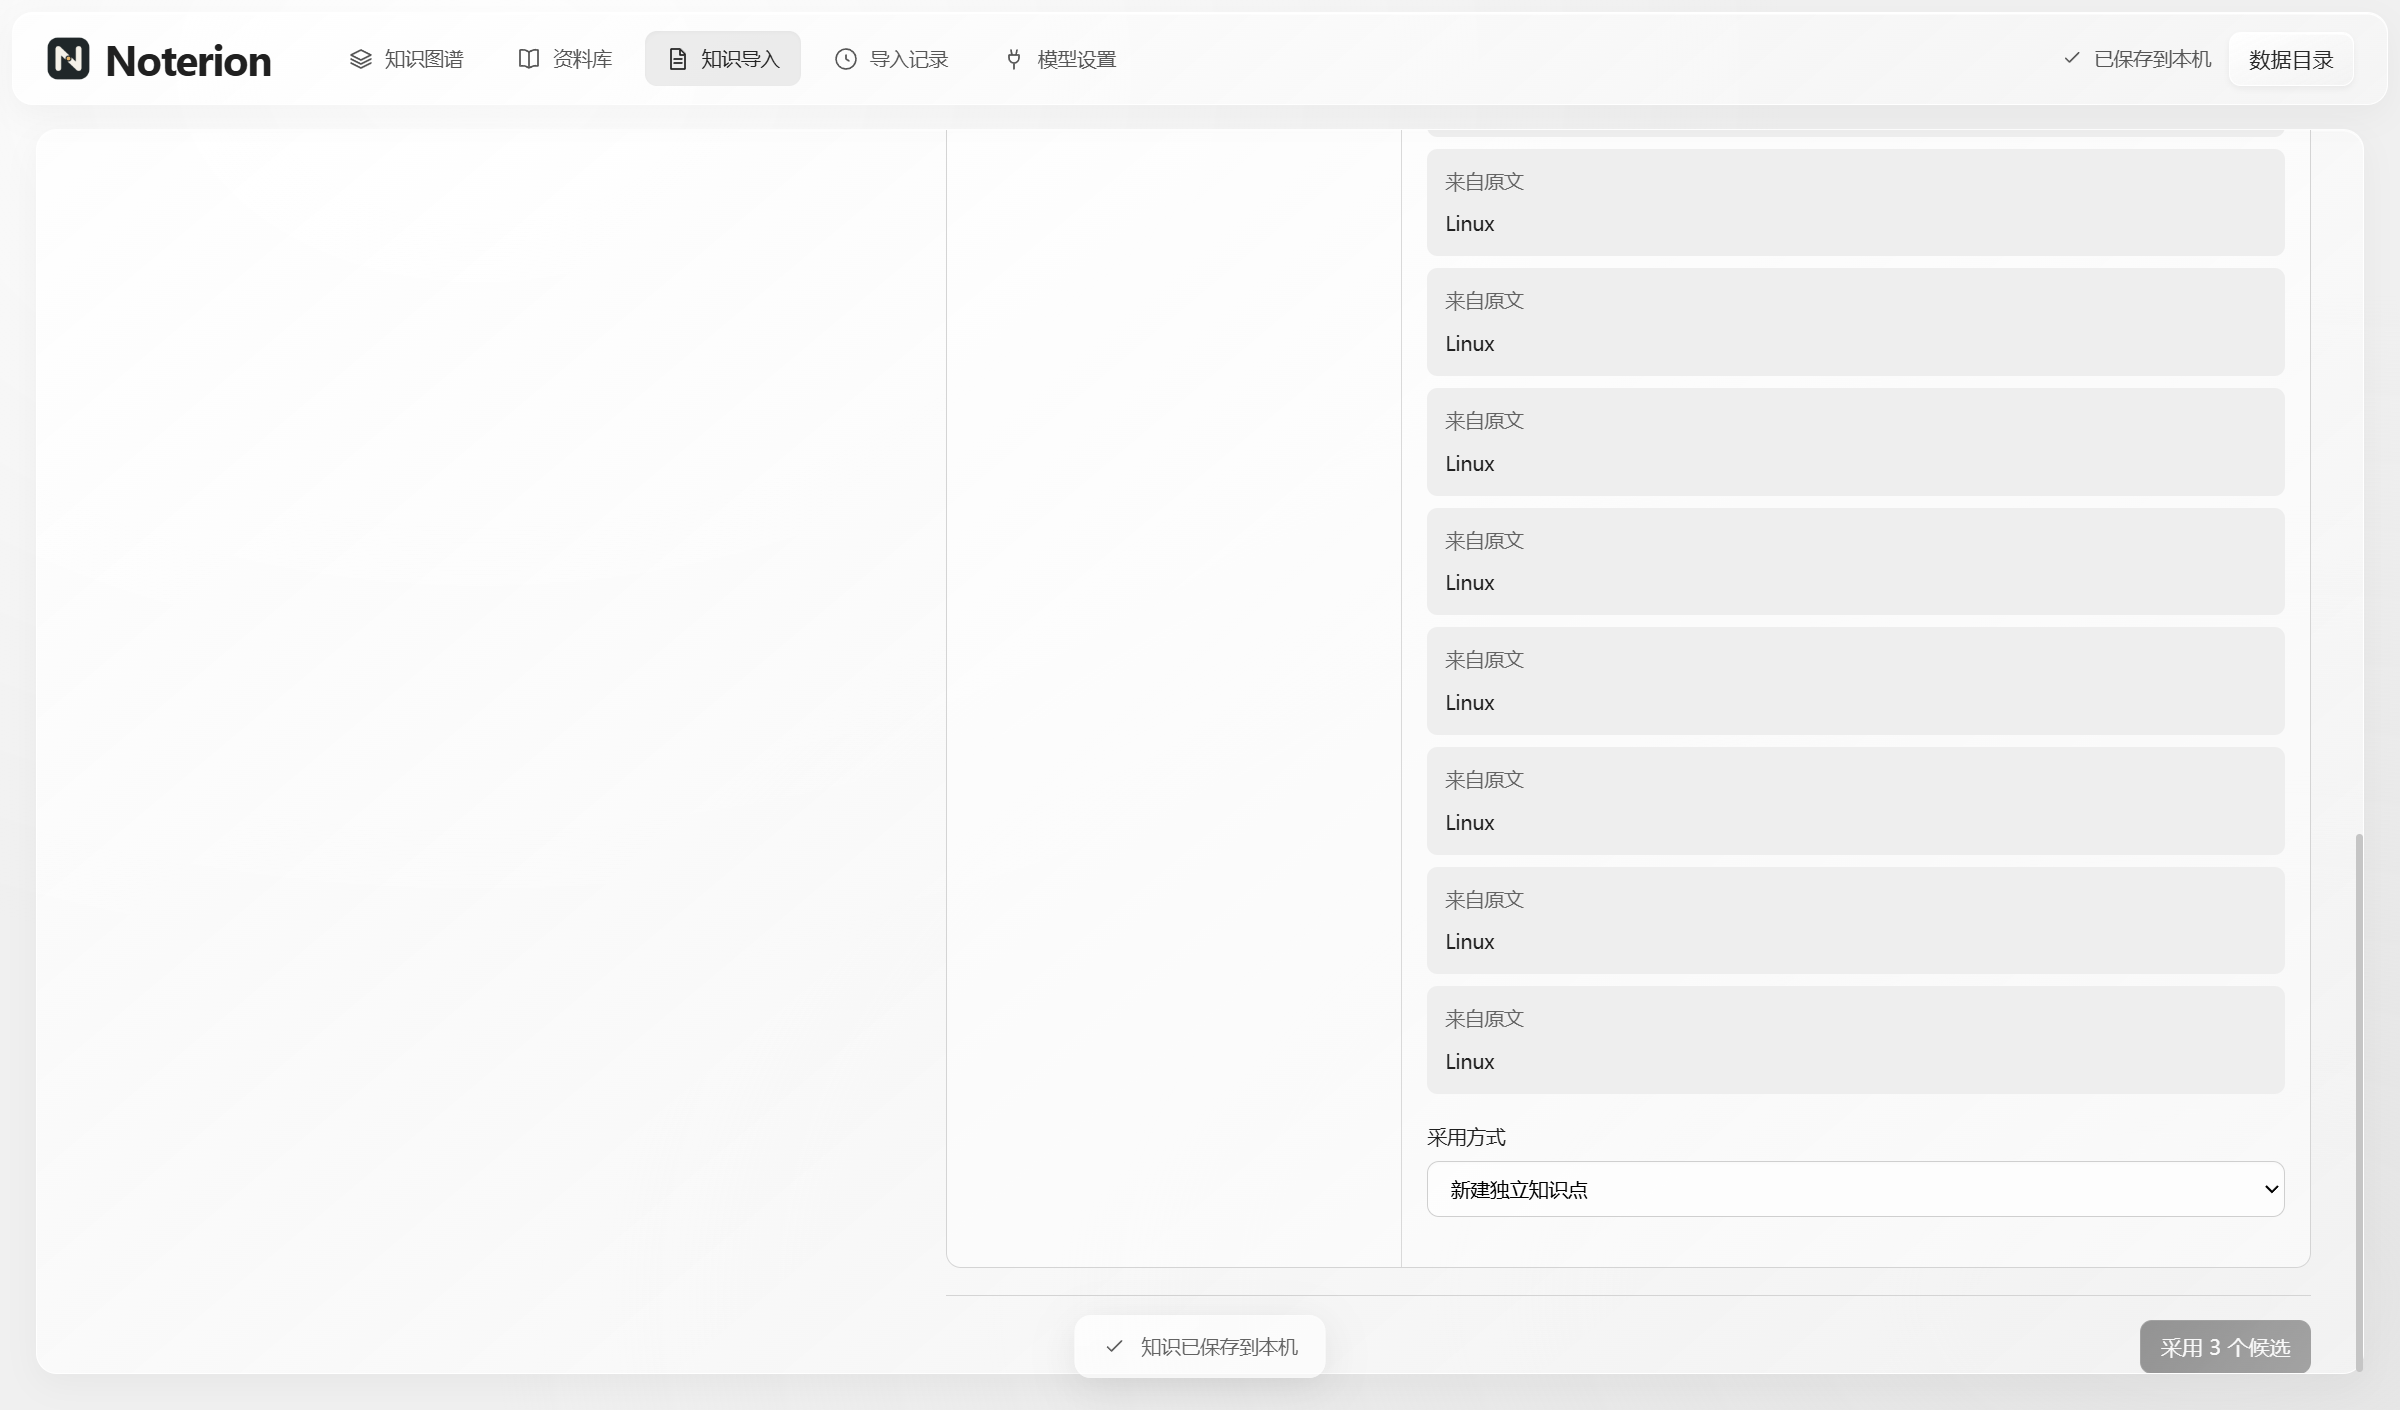 Noterion
知识图谱
资料库
知识导入
导入记录
模型设置
已保存到本机
数据目录
来自原文
Linux
来自原文
Linux
来自原文
Linux
来自原文
Linux
来自原文
Linux
来自原文
Linux
来自原文
Linux
来自原文
Linux
采用方式
新建独立知识点
知识已保存到本机
采用 3 个候选